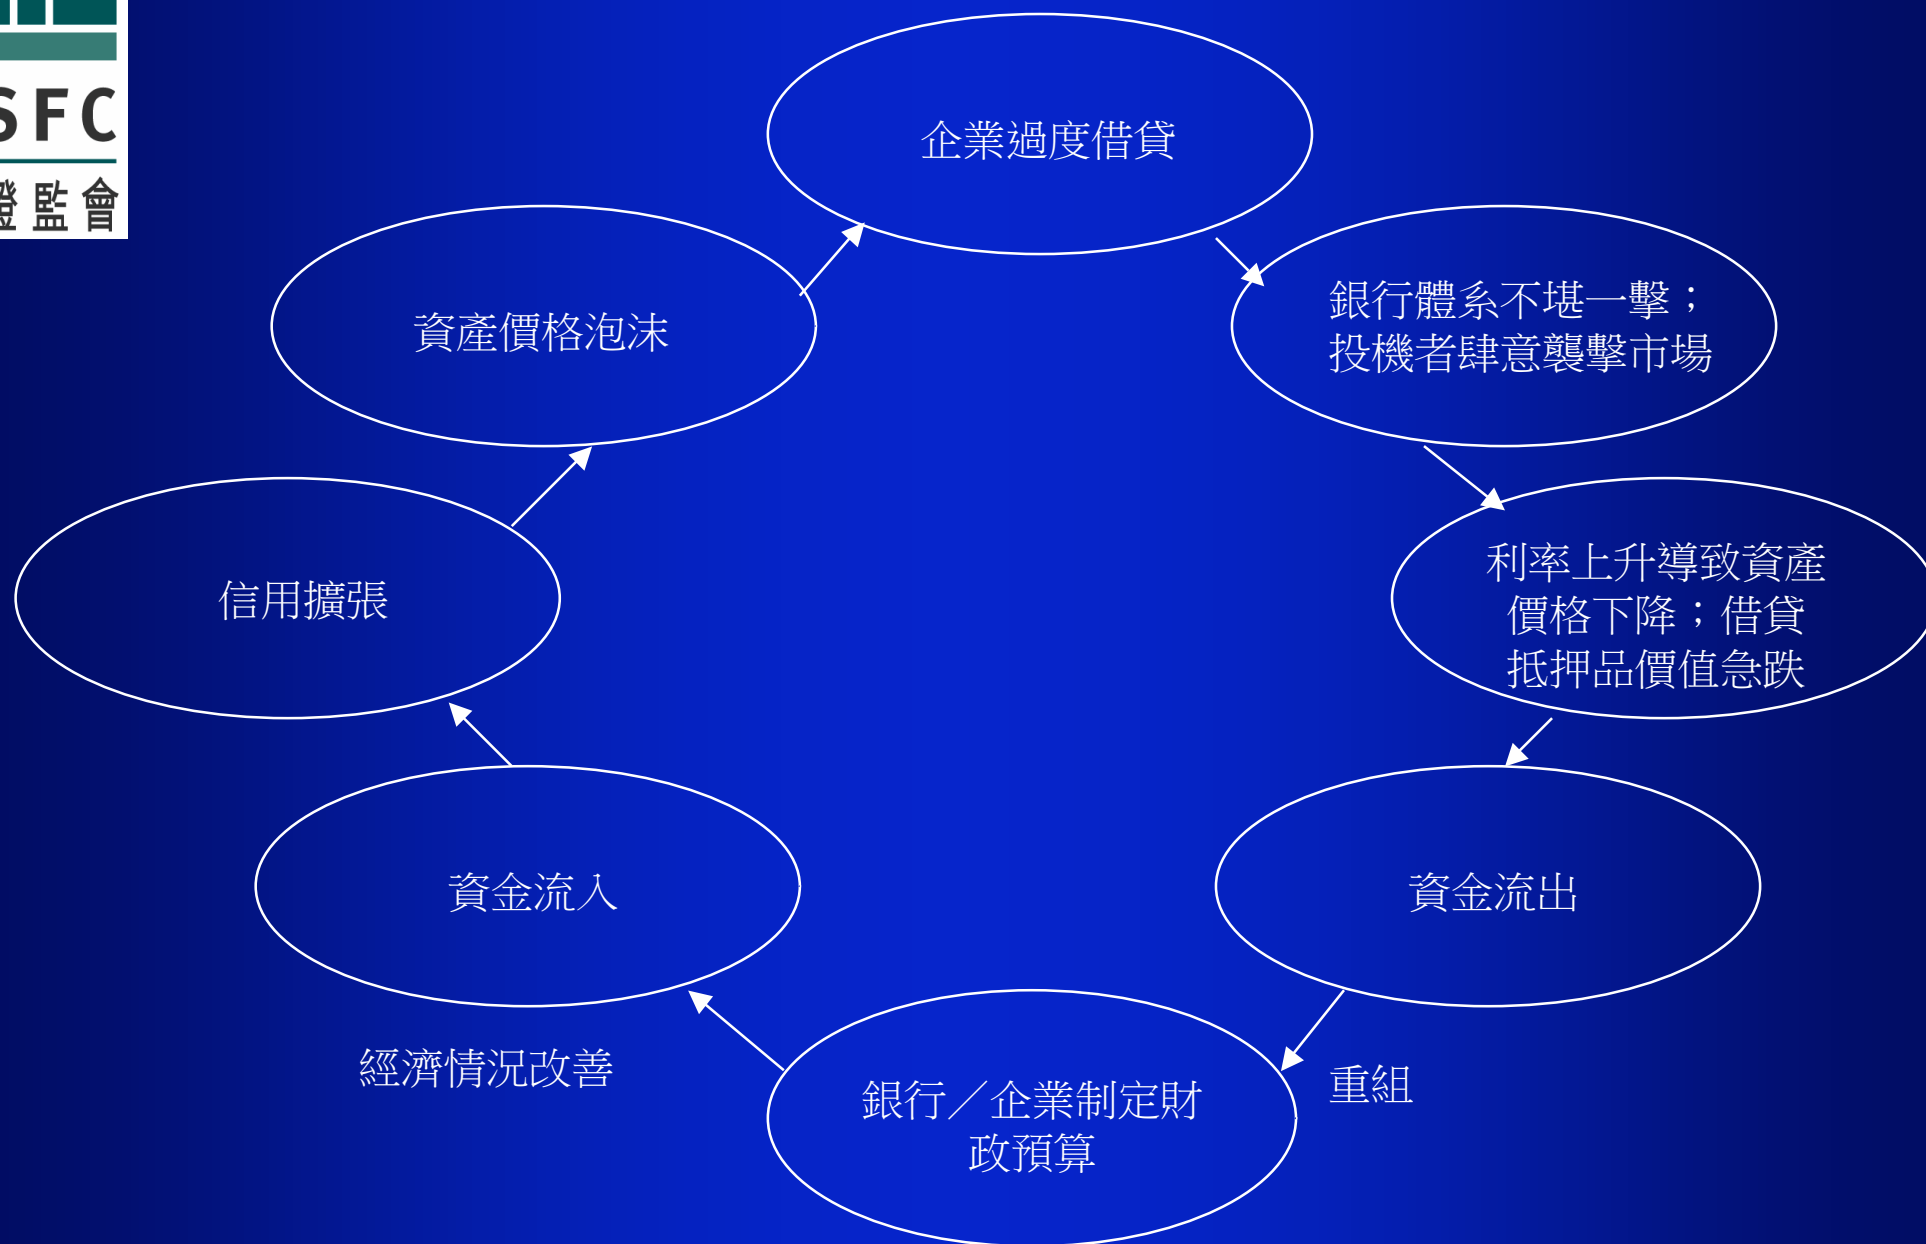 SFC
證監會
企業過度借貸
資產價格泡沫
銀行體系不堪一擊；
投機者肆意襲擊市場
信用擴張
利率上升導致資產
價格下降；借貸
抵押品價值急跌
資金流入
資金流出
經濟情況改善
銀行／企業制定財
政預算
重組